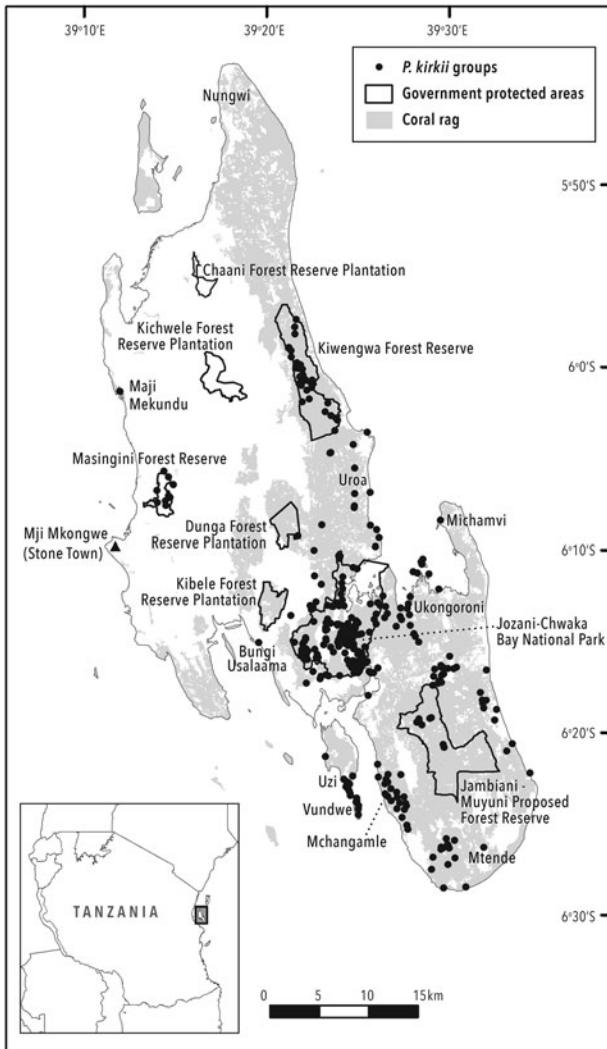 39°10'E 39°20'E 39°30'E
P. kirkii groups
Government protected areas
Coral rag
Nungwi
5°50'S
Chaani Forest Reserve Plantation
Kichwele Forest
Reserve Plantation
Kiwengwa Forest Reserve
6°0'S
Maji
Mekundu
Masingini Forest Reserve
Uroa
Michamvi
Dunga Forest
Reserve Plantation
Mji Mkongwe
(Stone Town)
6°10'S
Kibele Forest
Reserve Plantation
Ukongoroni
Jozani-Chwaka
Bay National Park
Bungi
Usalaama
6°20'S
Uzi
Jambiani -
Muyuni Proposed
Forest Reserve
Vundwe
Mchangamle
Mtende
6°30'S
TANZANIA
0 5 10 15km